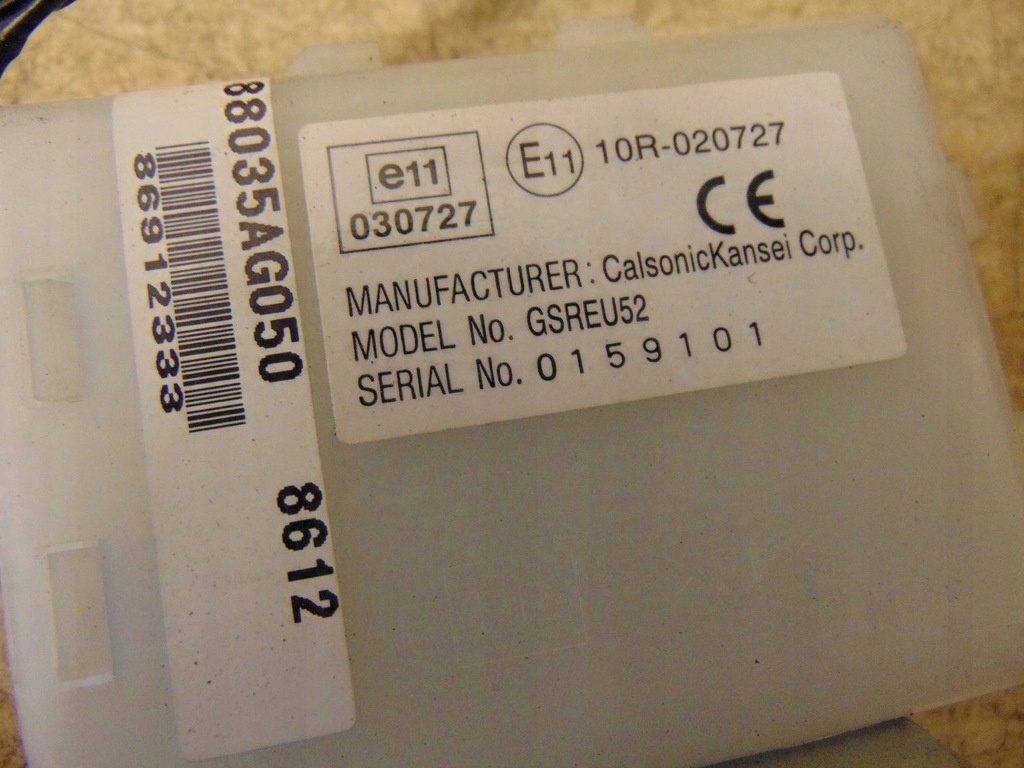 88035AG050 8612
86912333
e11
030727
E11 10R-020727
CE
MANUFACTURER: CalsonicKansei Corp.
MODEL No. GSREU52
SERIAL No. 0159101